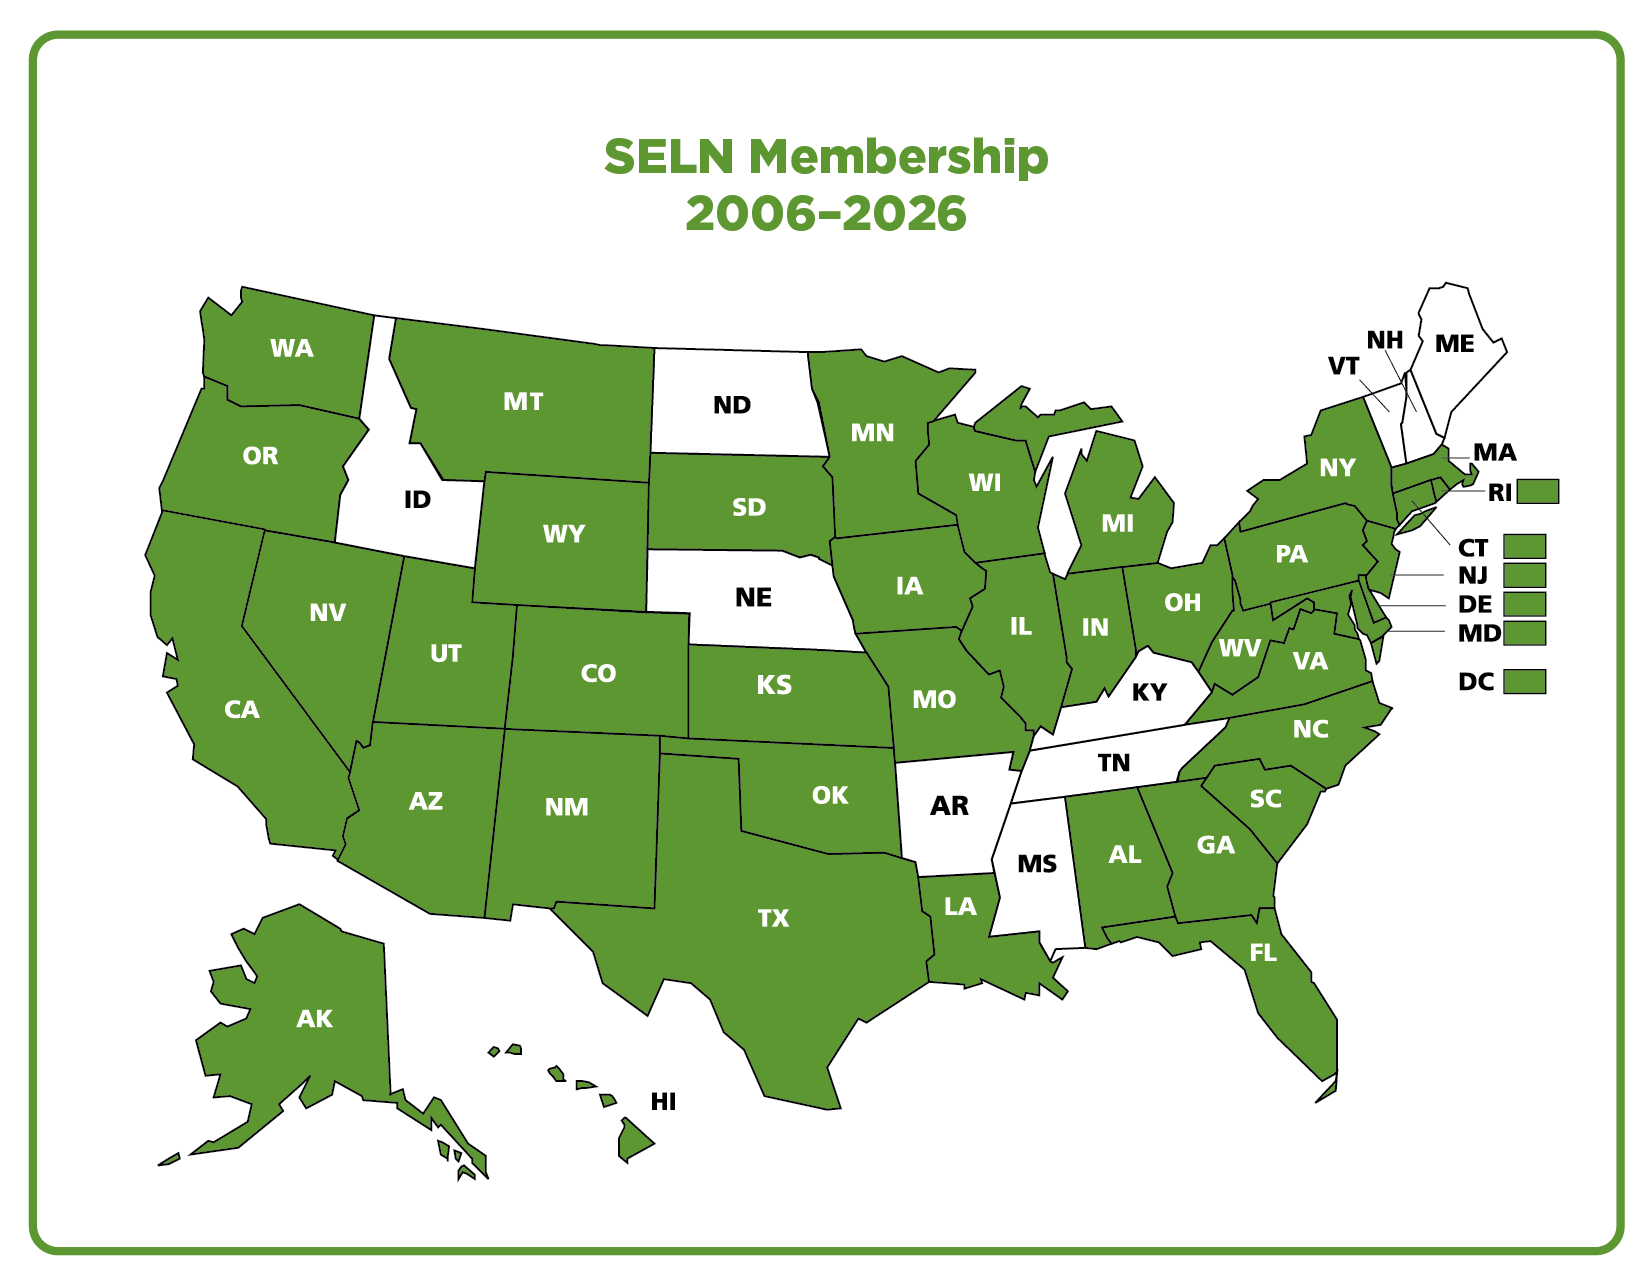 SELN Membership
2006–2026
WA
MT
ND
MN
OR
ID
WY
SD
WI
MI
NY
VT
NH
ME
MA
RI
CT
NJ
DE
MD
DC
PA
NE
IA
IL
IN
OH
WV
VA
NV
UT
CO
KS
MO
KY
CA
NC
TN
SC
AZ
NM
OK
AR
MS
AL
GA
TX
LA
FL
AK
HI